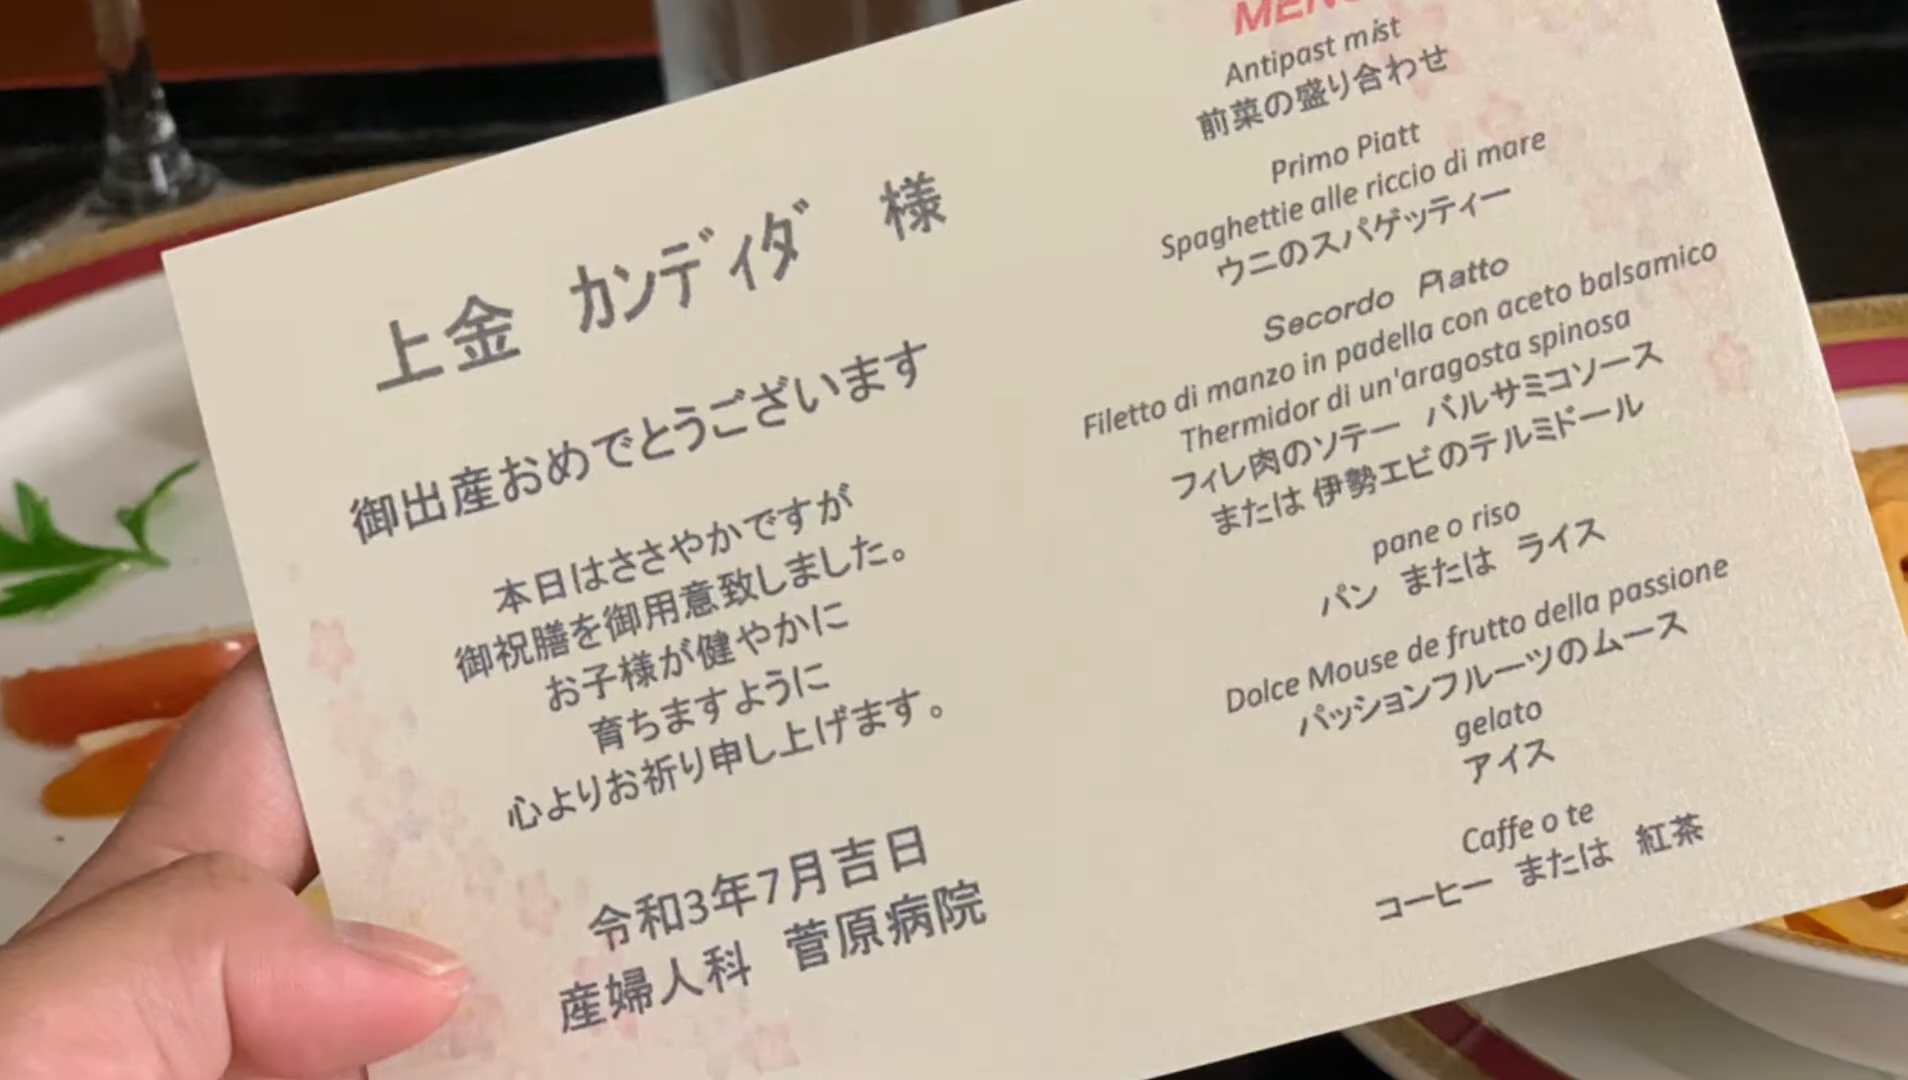 上金 カンディダ 様
御出産おめでとうございます
本日はささやかですが
御祝膳を御用意致しました。
お子様が健やかに
育ちますように
心よりお祈り申し上げます。
令和3年7月吉日
産婦人科 菅原病院
MENU
Antipast mist
前菜の盛り合わせ
Primo Piatt
Spaghettie alle riccio di mare
ウニのスパゲッティー
Secordo Piatto
Filetto di manzo in padella con aceto balsamico
Thermidor di un'aragosta spinosa
フィレ肉のソテー バルサミコソース
または 伊勢エビのテルミドール
pane o riso
パン または ライス
Dolce Mouse de frutto della passione
パッションフルーツのムース
gelato
アイス
Caffe o te
コーヒー または 紅茶